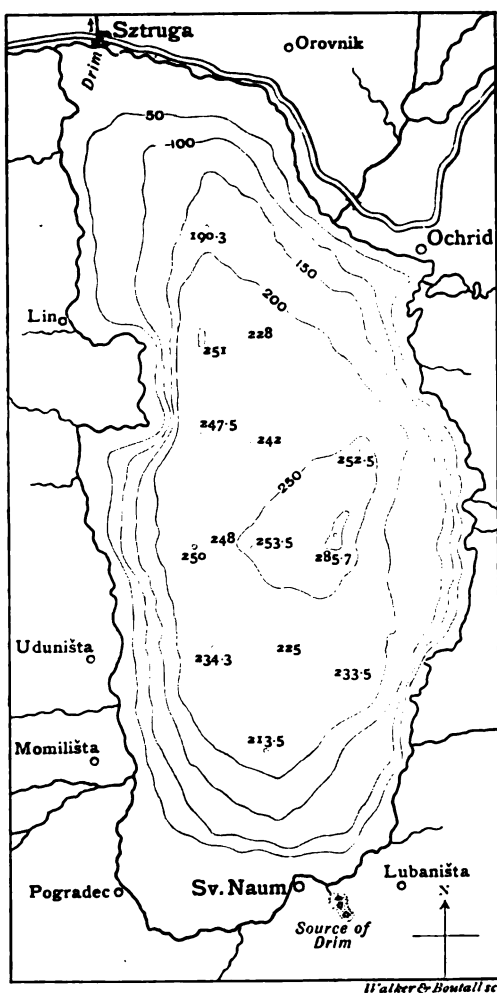 Sztruga
Drim
Orovnik
50
100
Ochrid
190.3
150
200
Lin
228
251
247.5
242
252.5
250
248
253.5
250
285.7
Uduništa
234.3
225
233.5
213.5
Momilišta
Pogradec
Sv. Naum
Lubaništa
N
Source of
Drim
Walker & Boutall sc.